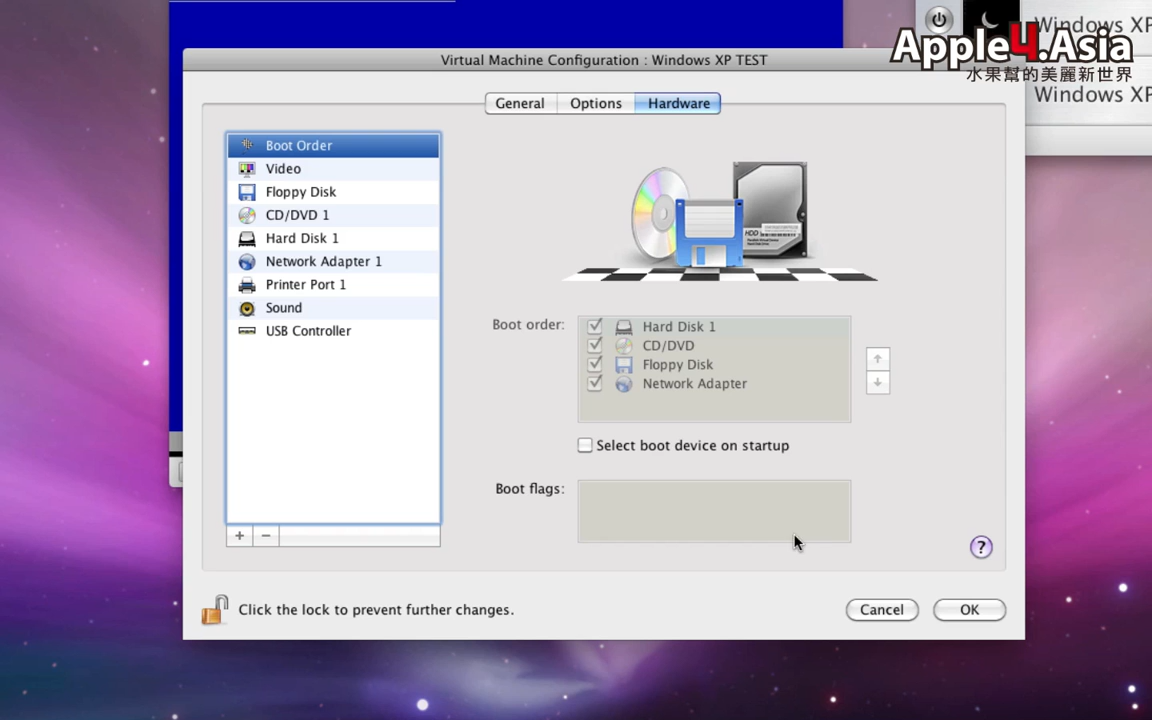 Windows XP
Apple4.Asia
水果幫的美麗新世界
Windows XP
Virtual Machine Configuration : Windows XP TEST
General Options Hardware
Boot Order
Video
Floppy Disk
CD/DVD 1
Hard Disk 1
Network Adapter 1
Printer Port 1
Sound
USB Controller
HDD
Boot order:
Hard Disk 1
CD/DVD
Floppy Disk
Network Adapter
Select boot device on startup
Boot flags:
+ −
?
Click the lock to prevent further changes.
Cancel OK